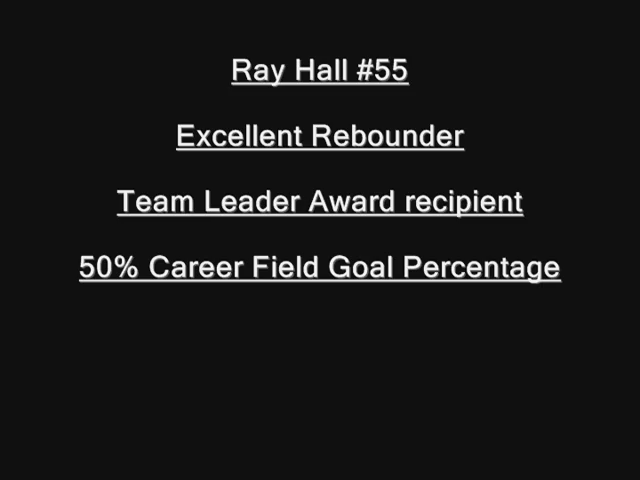 Ray Hall #55
Excellent Rebounder
Team Leader Award recipient
50% Career Field Goal Percentage